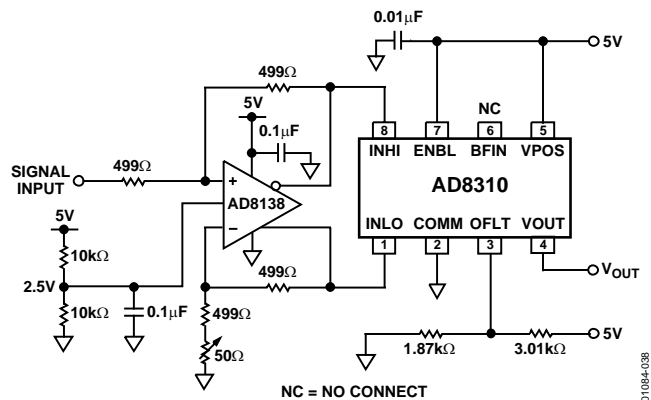 0.01µF
5V
499Ω
5V
NC
0.1µF
8 7 6 5
INHI ENBL BFIN VPOS
SIGNAL
INPUT
499Ω
+
AD8138
AD8310
5V
–
INLO COMM OFLT VOUT
1 2 3 4
10kΩ
499Ω
VOUT
2.5V
10kΩ
0.1µF
499Ω
5V
50Ω
1.87kΩ
3.01kΩ
NC = NO CONNECT
01084-038